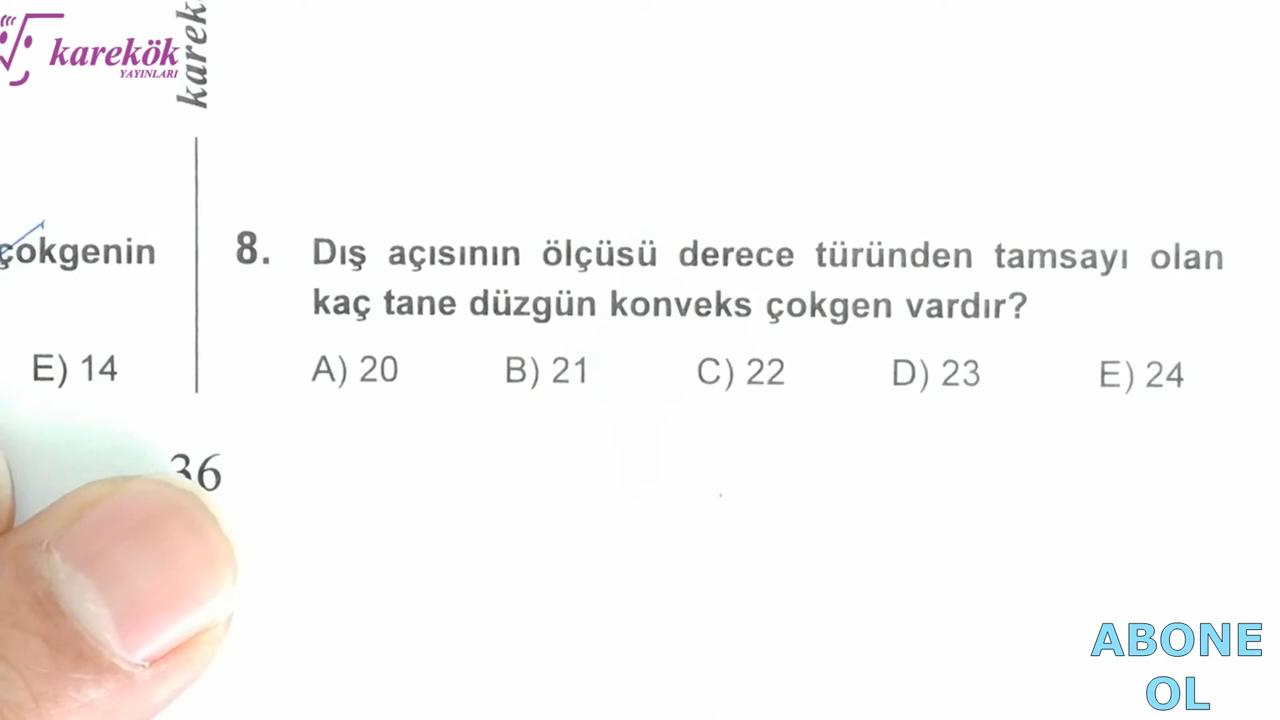 karekök
YAYINLARI
karek
çokgenin
E) 14
36
8. Dış açısının ölçüsü derece türünden tamsayı olan
kaç tane düzgün konveks çokgen vardır?
A) 20 B) 21 C) 22 D) 23 E) 24
ABONE
OL